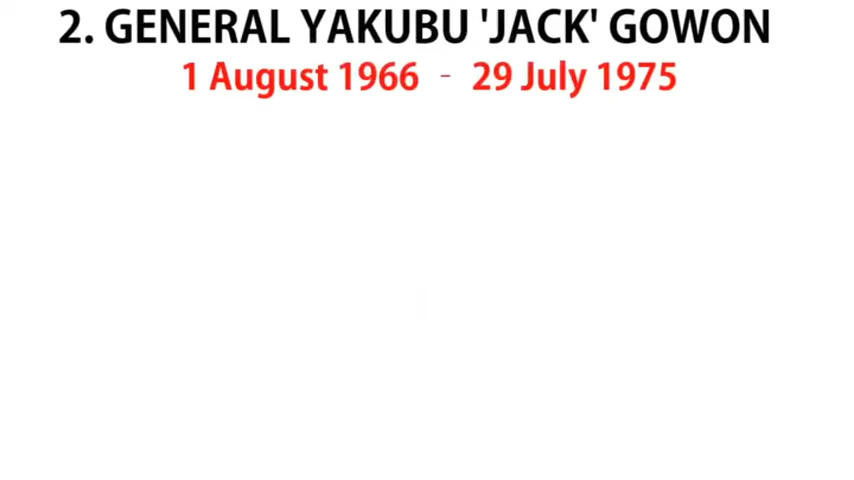 2. GENERAL YAKUBU 'JACK' GOWON
1 August 1966 - 29 July 1975